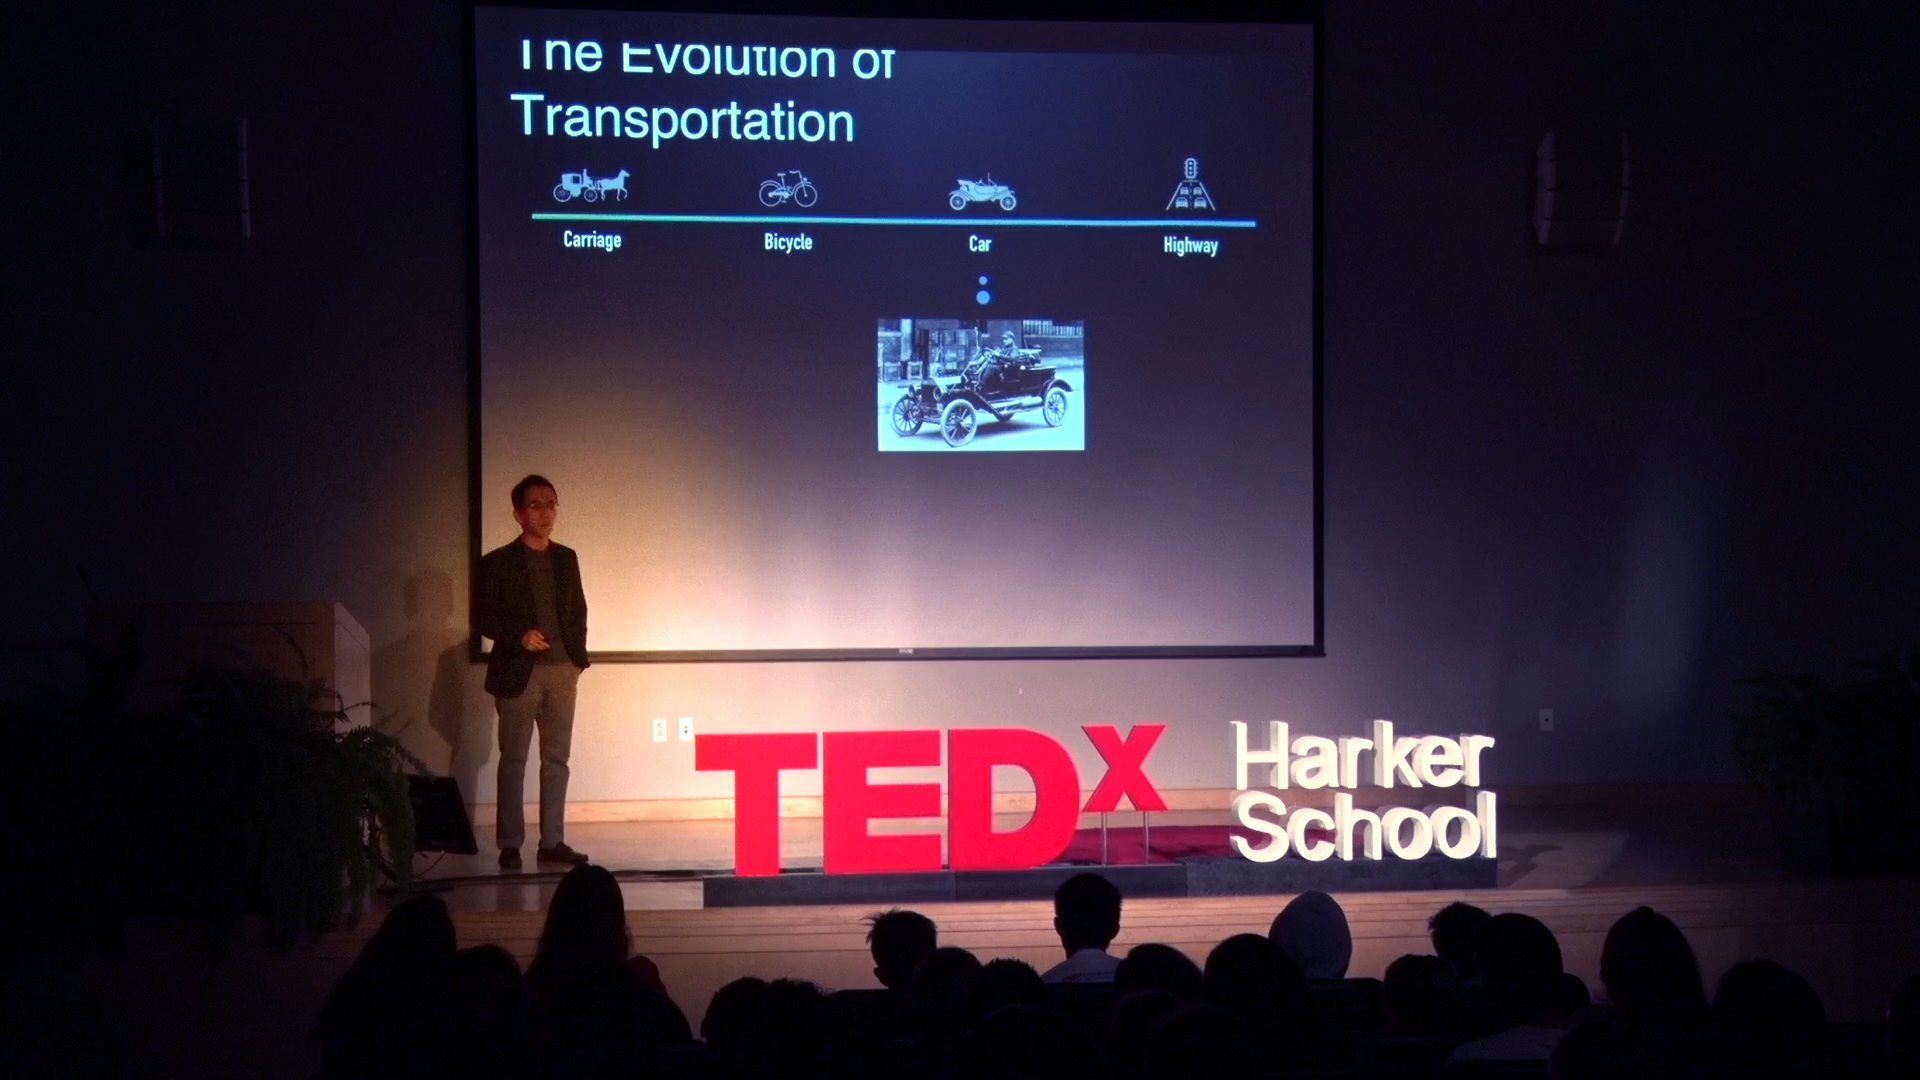 The Evolution of
Transportation
Carriage
Bicycle
Car
Highway
TEDx
Harker
School